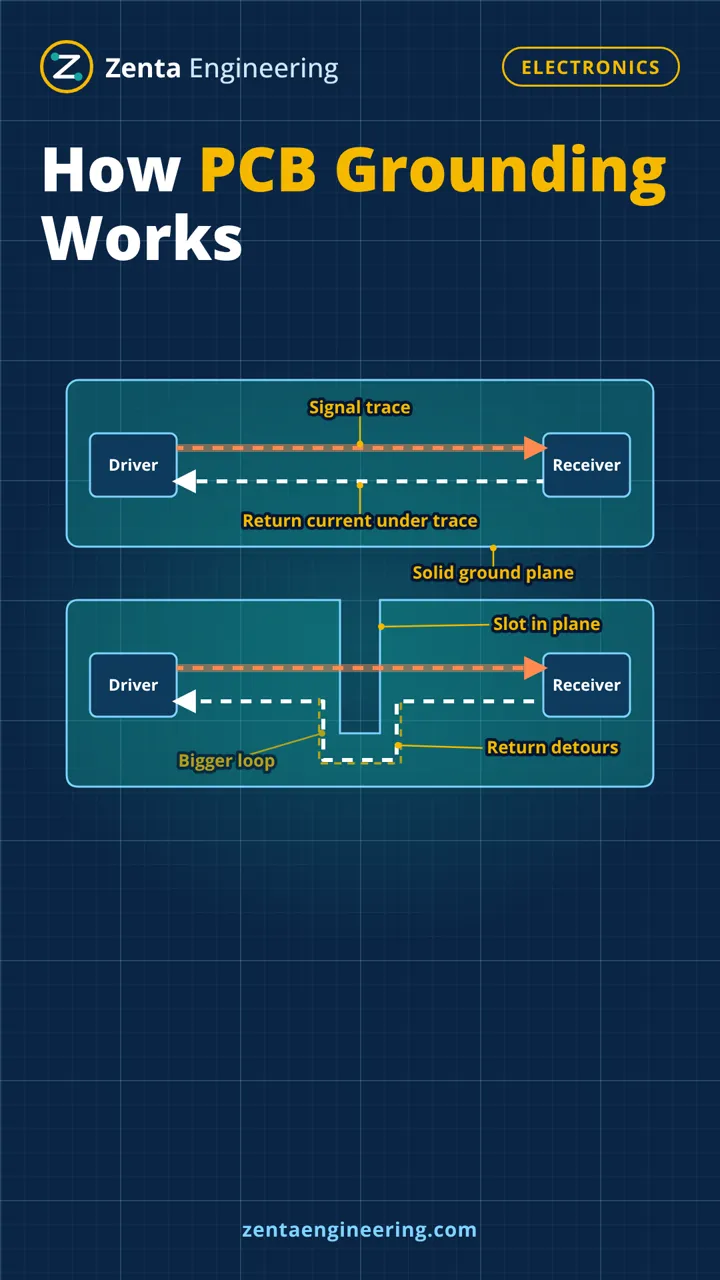 Zenta Engineering
ELECTRONICS
How PCB Grounding
Works
Signal trace
Driver
Receiver
Return current under trace
Solid ground plane
Slot in plane
Driver
Receiver
Return detours
Bigger loop
zentaengineering.com